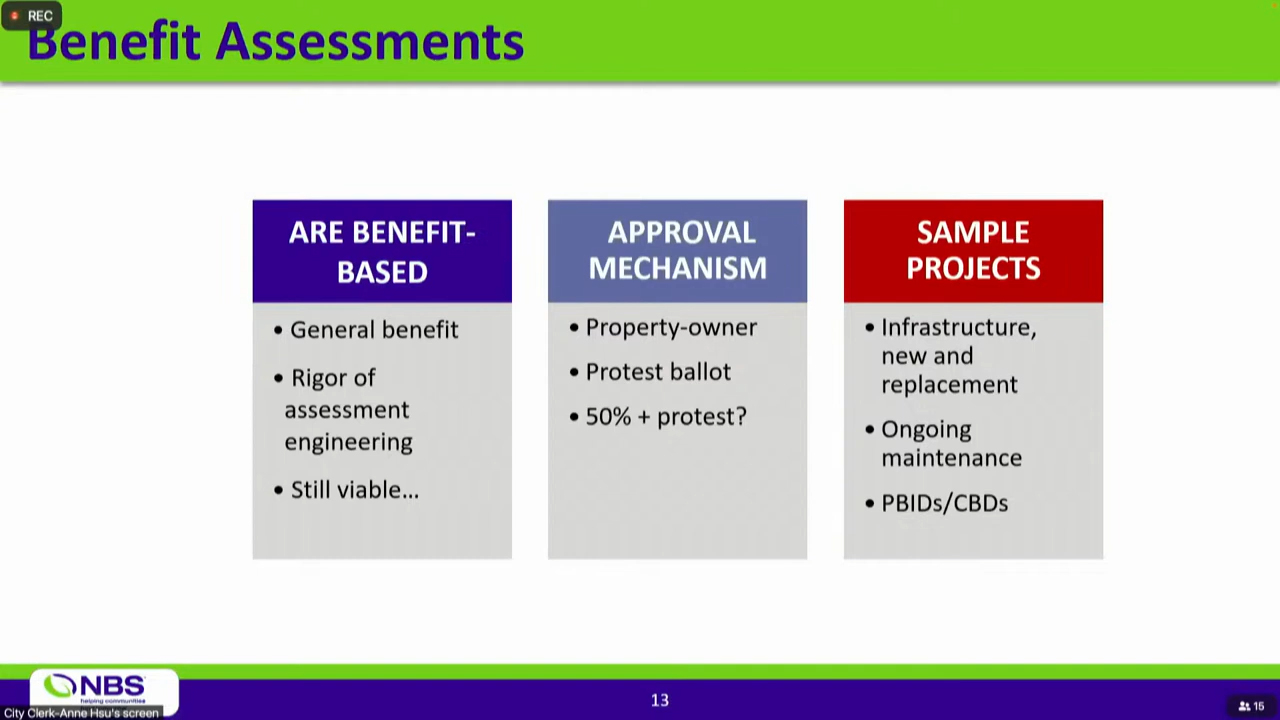 REC
Benefit Assessments
ARE BENEFIT-
BASED
• General benefit
• Rigor of
assessment
engineering
• Still viable...
APPROVAL
MECHANISM
• Property-owner
• Protest ballot
• 50% + protest?
SAMPLE
PROJECTS
• Infrastructure,
new and
replacement
• Ongoing
maintenance
• PBIDs/CBDs
NBS
helping communities
City Clerk-Anne Hsu's screen
13
15